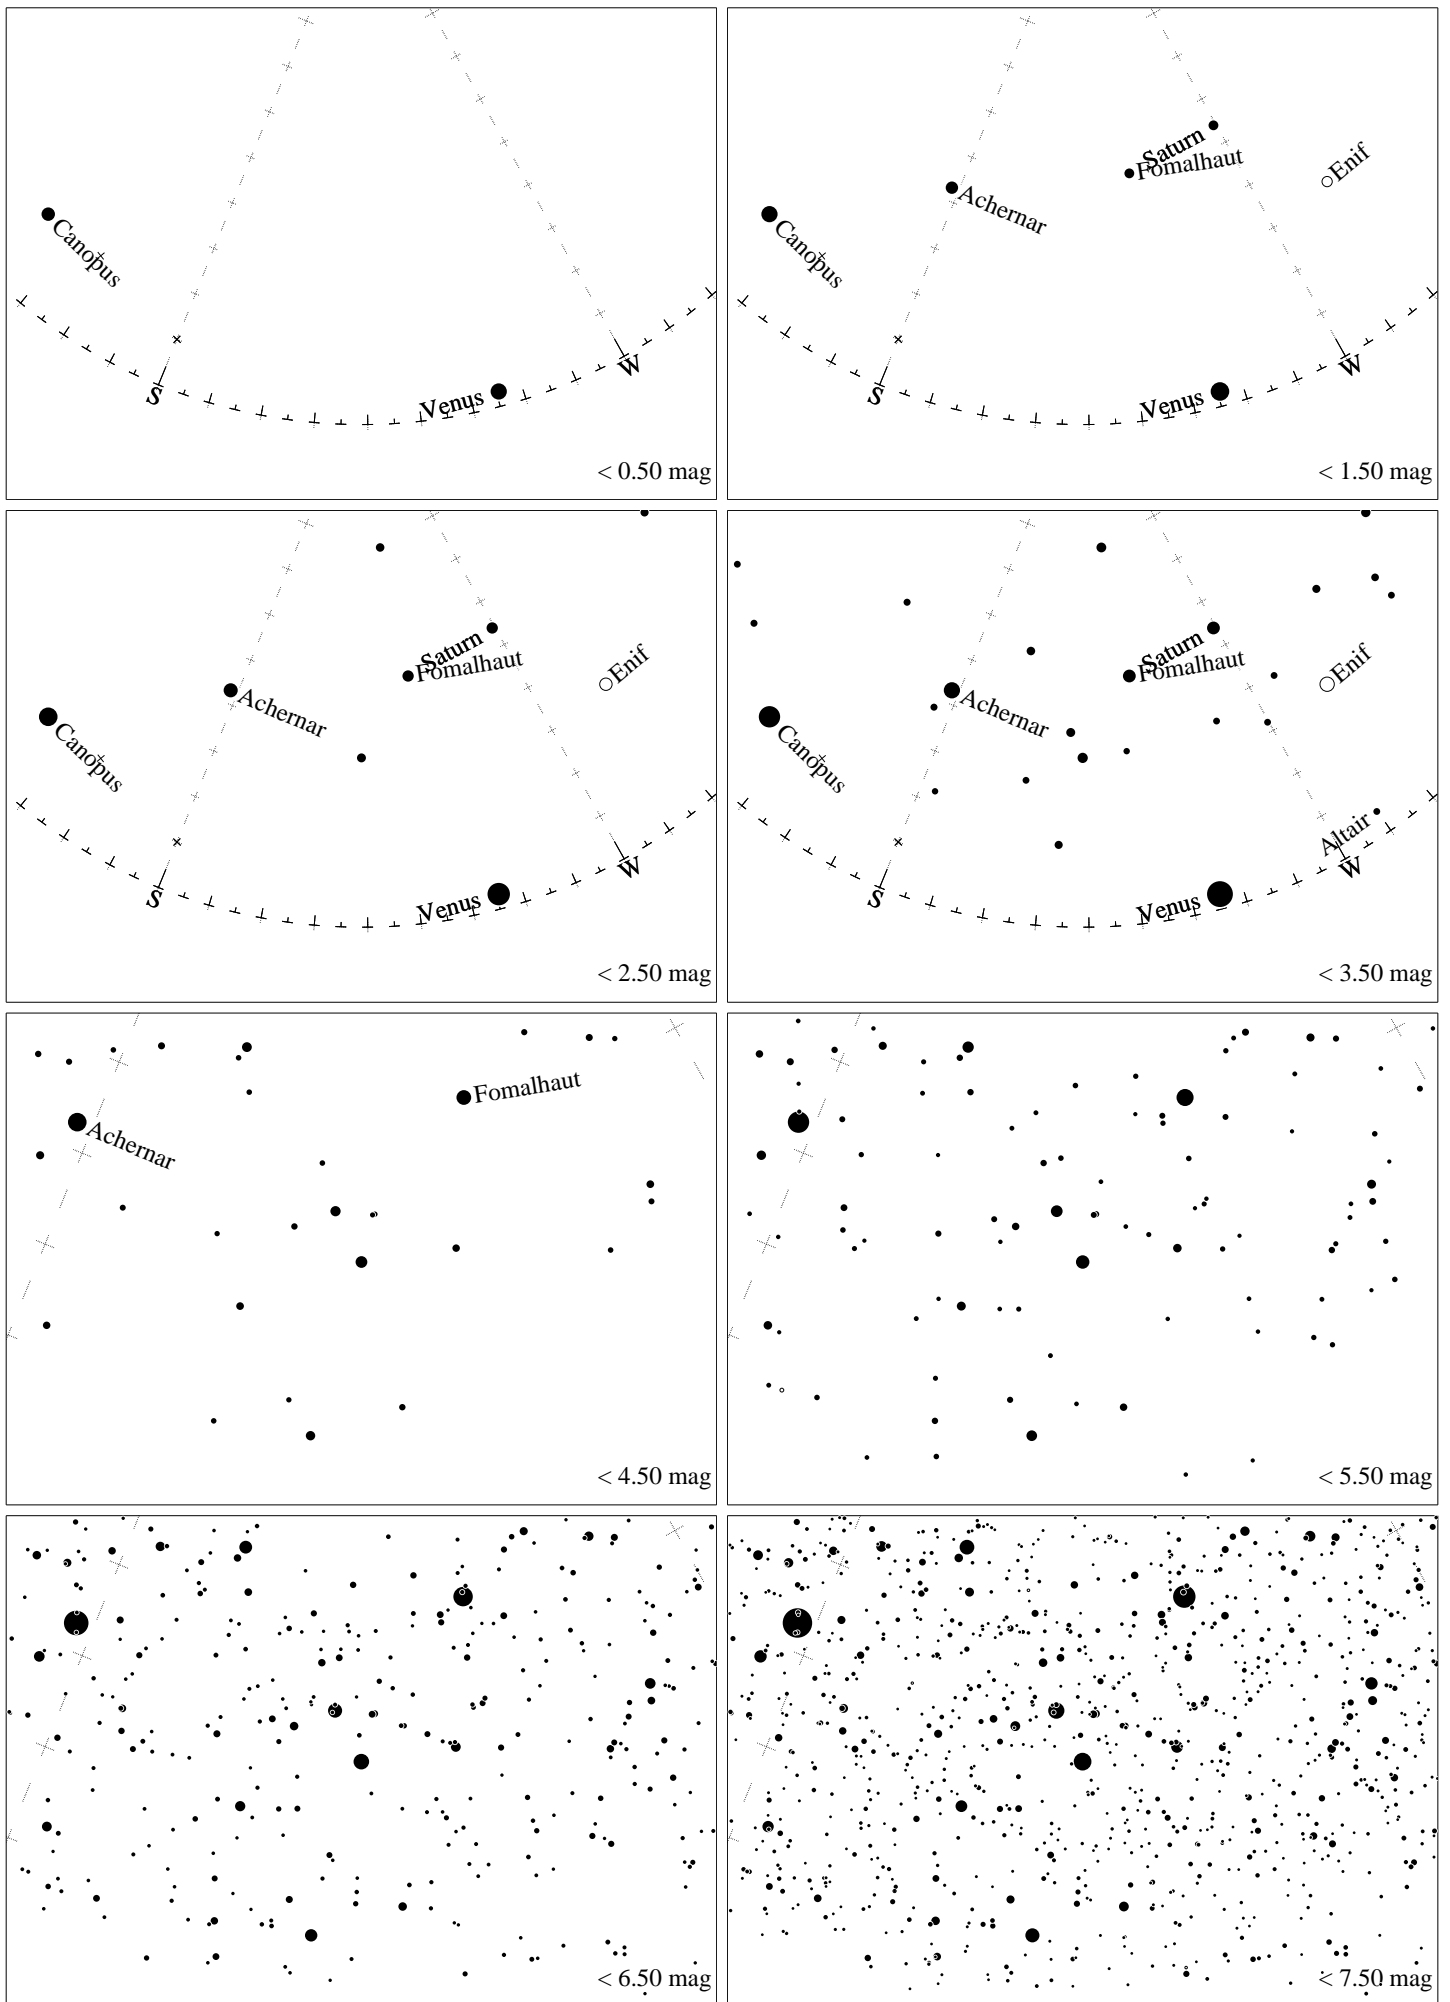 Canopus
S
W
Venus
< 0.50 mag
Saturn
Fomalhaut
Enif
Achernar
Canopus
S
W
Venus
< 1.50 mag
Saturn
Fomalhaut
Enif
Achernar
Canopus
S
W
Venus
< 2.50 mag
Saturn
Fomalhaut
Enif
Achernar
Canopus
Altair
S
W
Venus
< 3.50 mag
Fomalhaut
Achernar
< 4.50 mag
< 5.50 mag
< 6.50 mag
< 7.50 mag